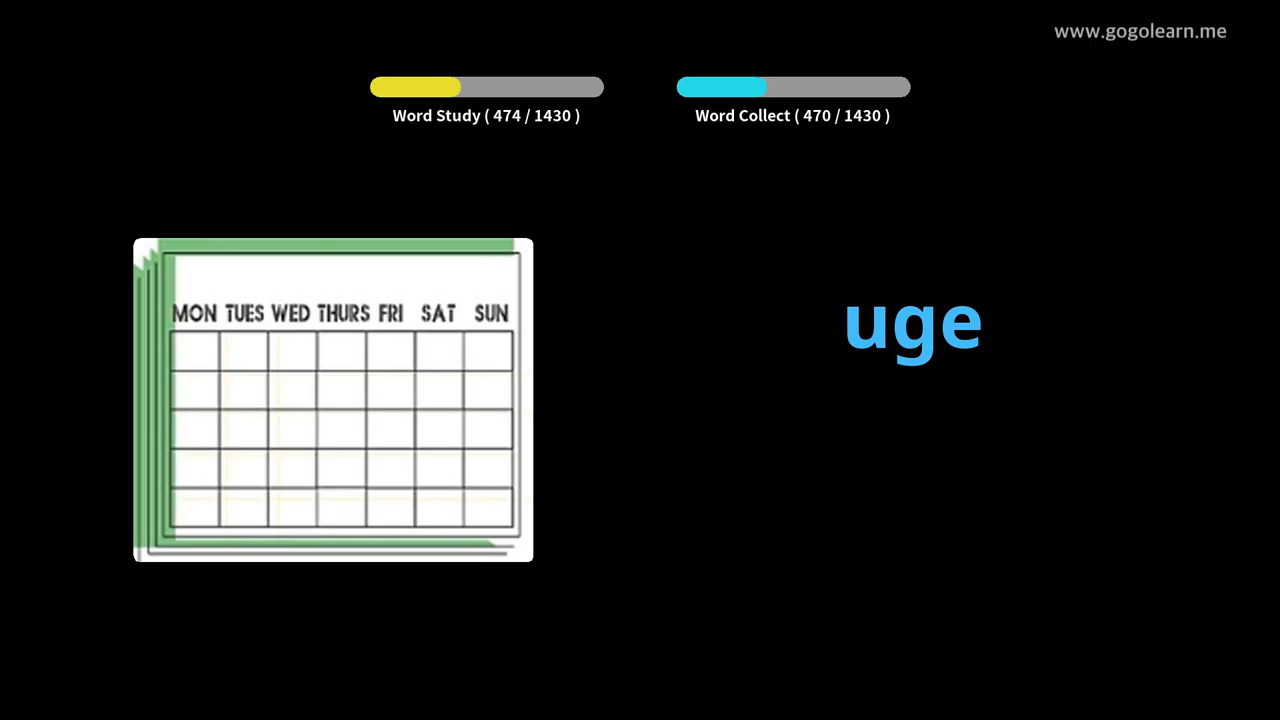 www.gogolearn.me
Word Study ( 474 / 1430 )
Word Collect ( 470 / 1430 )
MON TUES WED THURS FRI SAT SUN
uge